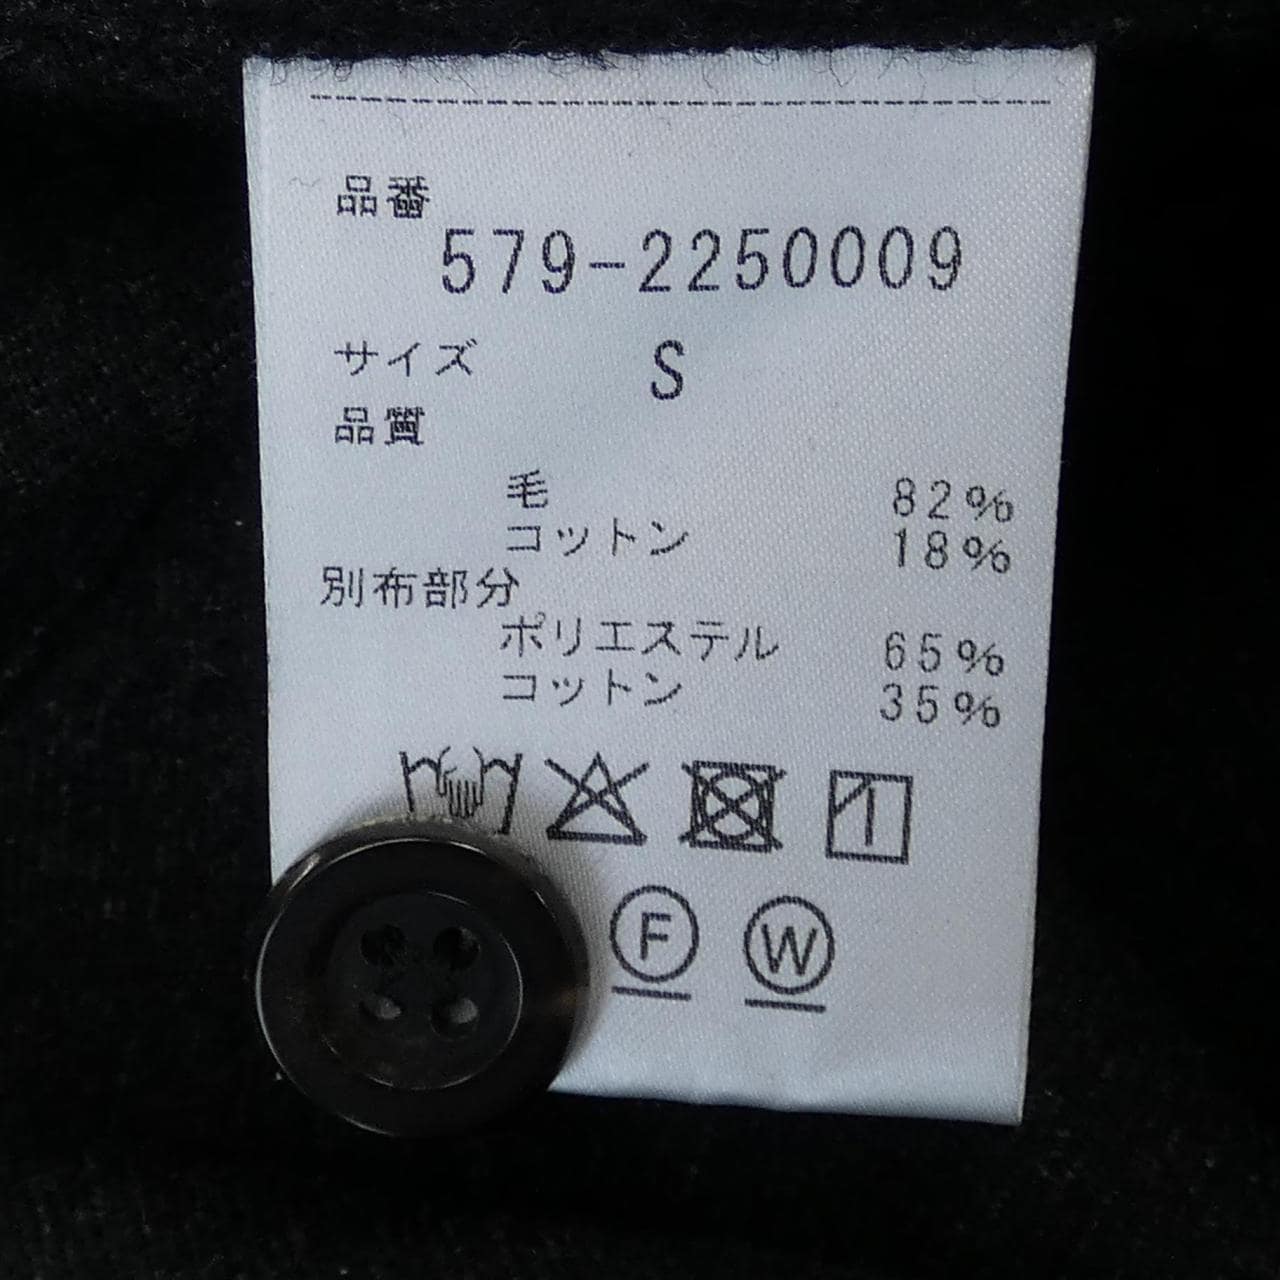 品番
579-2250009
サイズ S
品質
毛 82%
コットン 18%
別布部分
ポリエステル 65%
コットン 35%
F W